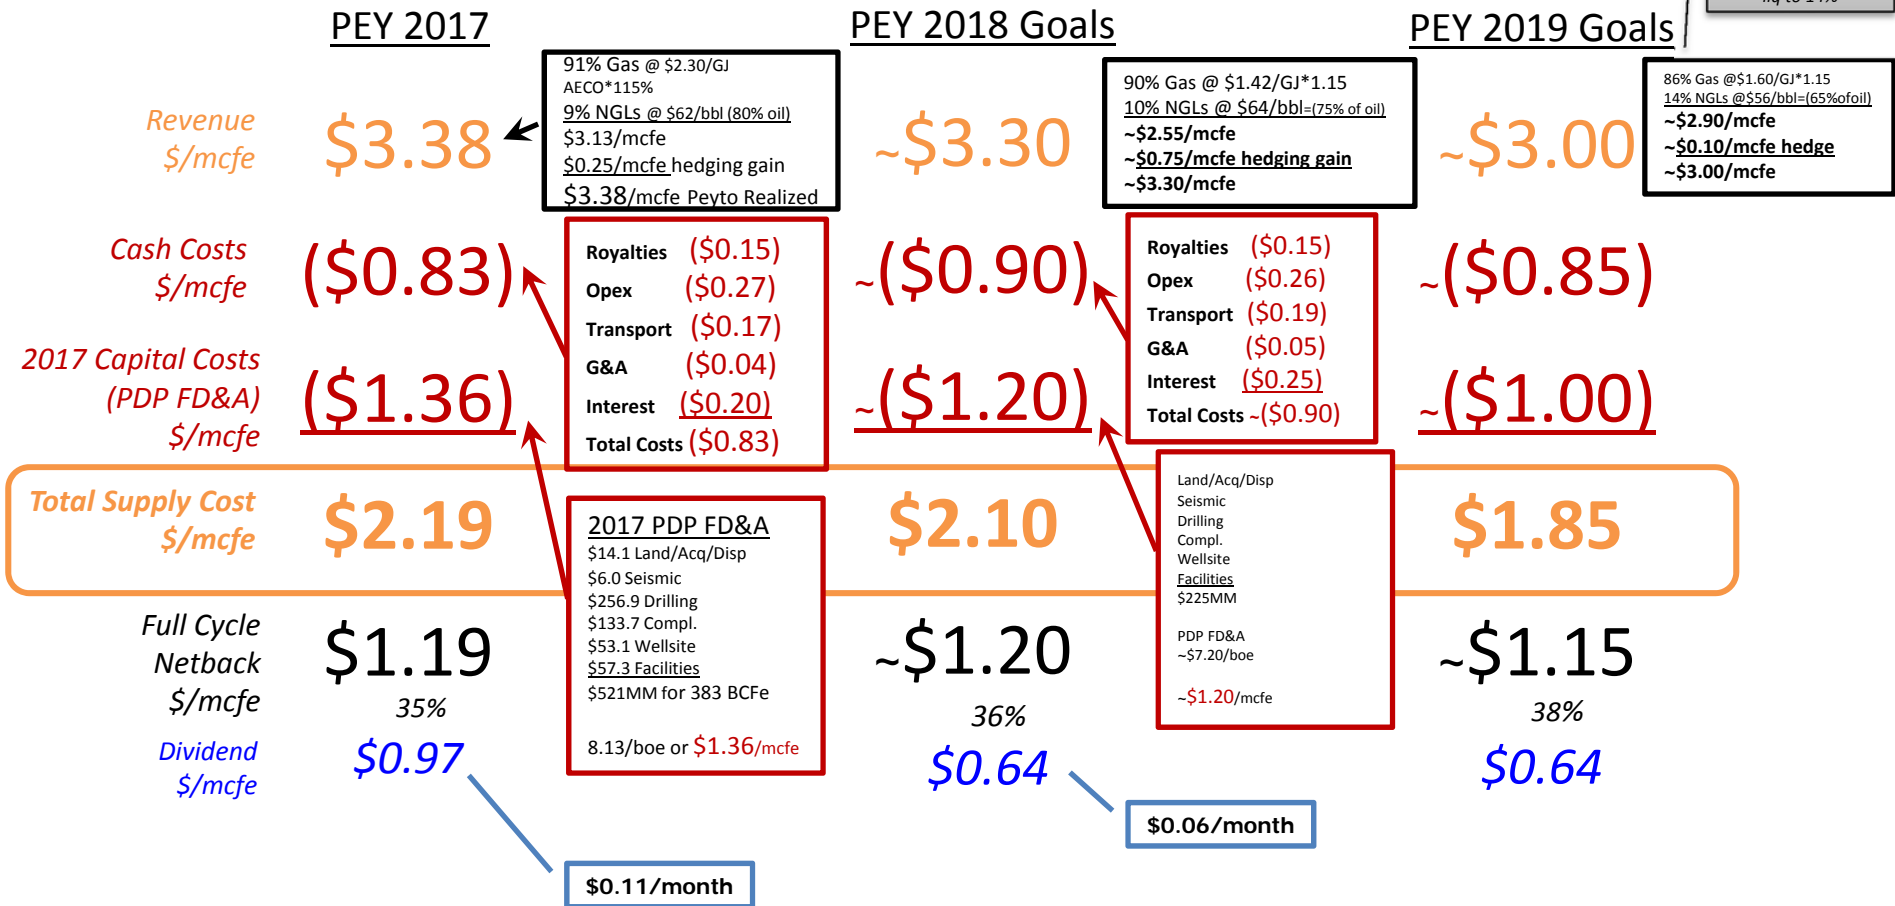 PEY 2017
PEY 2018 Goals
PEY 2019 Goals
Revenue
$/mcfe
$3.38
91% Gas @ $2.30/GJ
AECO*115%
9% NGLs @ $62/bbl (80% oil)
$3.13/mcfe
$0.25/mcfe hedging gain
$3.38/mcfe Peyto Realized
~$3.30
90% Gas @ $1.42/GJ*1.15
10% NGLs @ $64/bbl=(75% of oil)
~$2.55/mcfe
~$0.75/mcfe hedging gain
~$3.30/mcfe
~$3.00
86% Gas @$1.60/GJ*1.15
14% NGLs @$56/bbl=(65%ofoil)
~$2.90/mcfe
~$0.10/mcfe hedge
~$3.00/mcfe
Cash Costs
$/mcfe
($0.83)
Royalties ($0.15)
Opex ($0.27)
Transport ($0.17)
G&A ($0.04)
Interest ($0.20)
Total Costs ($0.83)
~($0.90)
Royalties ($0.15)
Opex ($0.26)
Transport ($0.19)
G&A ($0.05)
Interest ($0.25)
Total Costs ~($0.90)
~($0.85)
2017 Capital Costs
(PDP FD&A)
$/mcfe
($1.36)
~($1.20)
~($1.00)
Total Supply Cost
$/mcfe
$2.19
2017 PDP FD&A
$14.1 Land/Acq/Disp
$6.0 Seismic
$256.9 Drilling
$133.7 Compl.
$53.1 Wellsite
$57.3 Facilities
$521MM for 383 BCFe
8.13/boe or $1.36/mcfe
$2.10
Land/Acq/Disp
Seismic
Drilling
Compl.
Wellsite
Facilities
$225MM
PDP FD&A
~$7.20/boe
~$1.20/mcfe
$1.85
Full Cycle
Netback
$/mcfe
$1.19
35%
~$1.20
36%
~$1.15
38%
Dividend
$/mcfe
$0.97
$0.64
$0.64
$0.11/month
$0.06/month